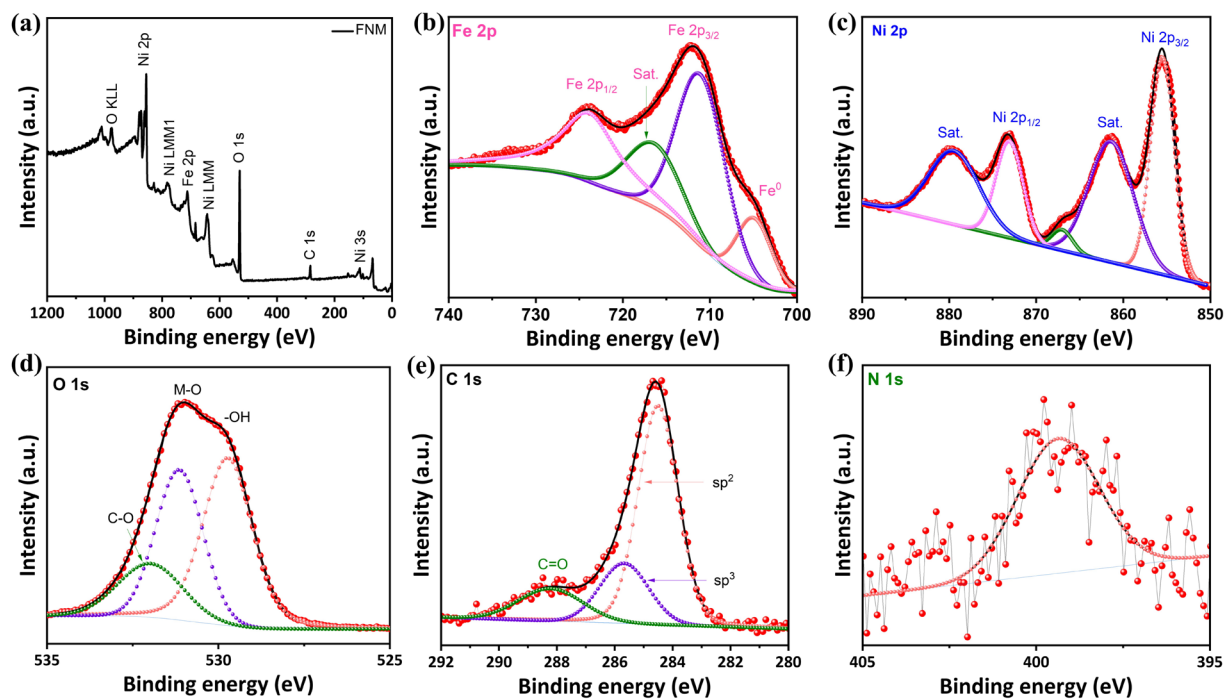 (a)
FNM
O KLL
Ni 2p
Ni LMM1
Fe 2p
Ni LMM
O 1s
C 1s
Ni 3s
Intensity (a.u.)
1200 1000 800 600 400 200 0
Binding energy (eV)
(b)
Fe 2p
Fe 2p3/2
Sat.
Fe 2p1/2
Fe0
Intensity (a.u.)
740 730 720 710 700
Binding energy (eV)
(c)
Ni 2p
Ni 2p3/2
Ni 2p1/2
Sat.
Sat.
Intensity (a.u.)
890 880 870 860 850
Binding energy (eV)
(d)
O 1s
M-O
-OH
C-O
Intensity (a.u.)
535 530 525
Binding energy (eV)
(e)
C 1s
sp2
C=O
sp3
Intensity (a.u.)
292 290 288 286 284 282 280
Binding energy (eV)
(f)
N 1s
Intensity (a.u.)
405 400 395
Binding energy (eV)